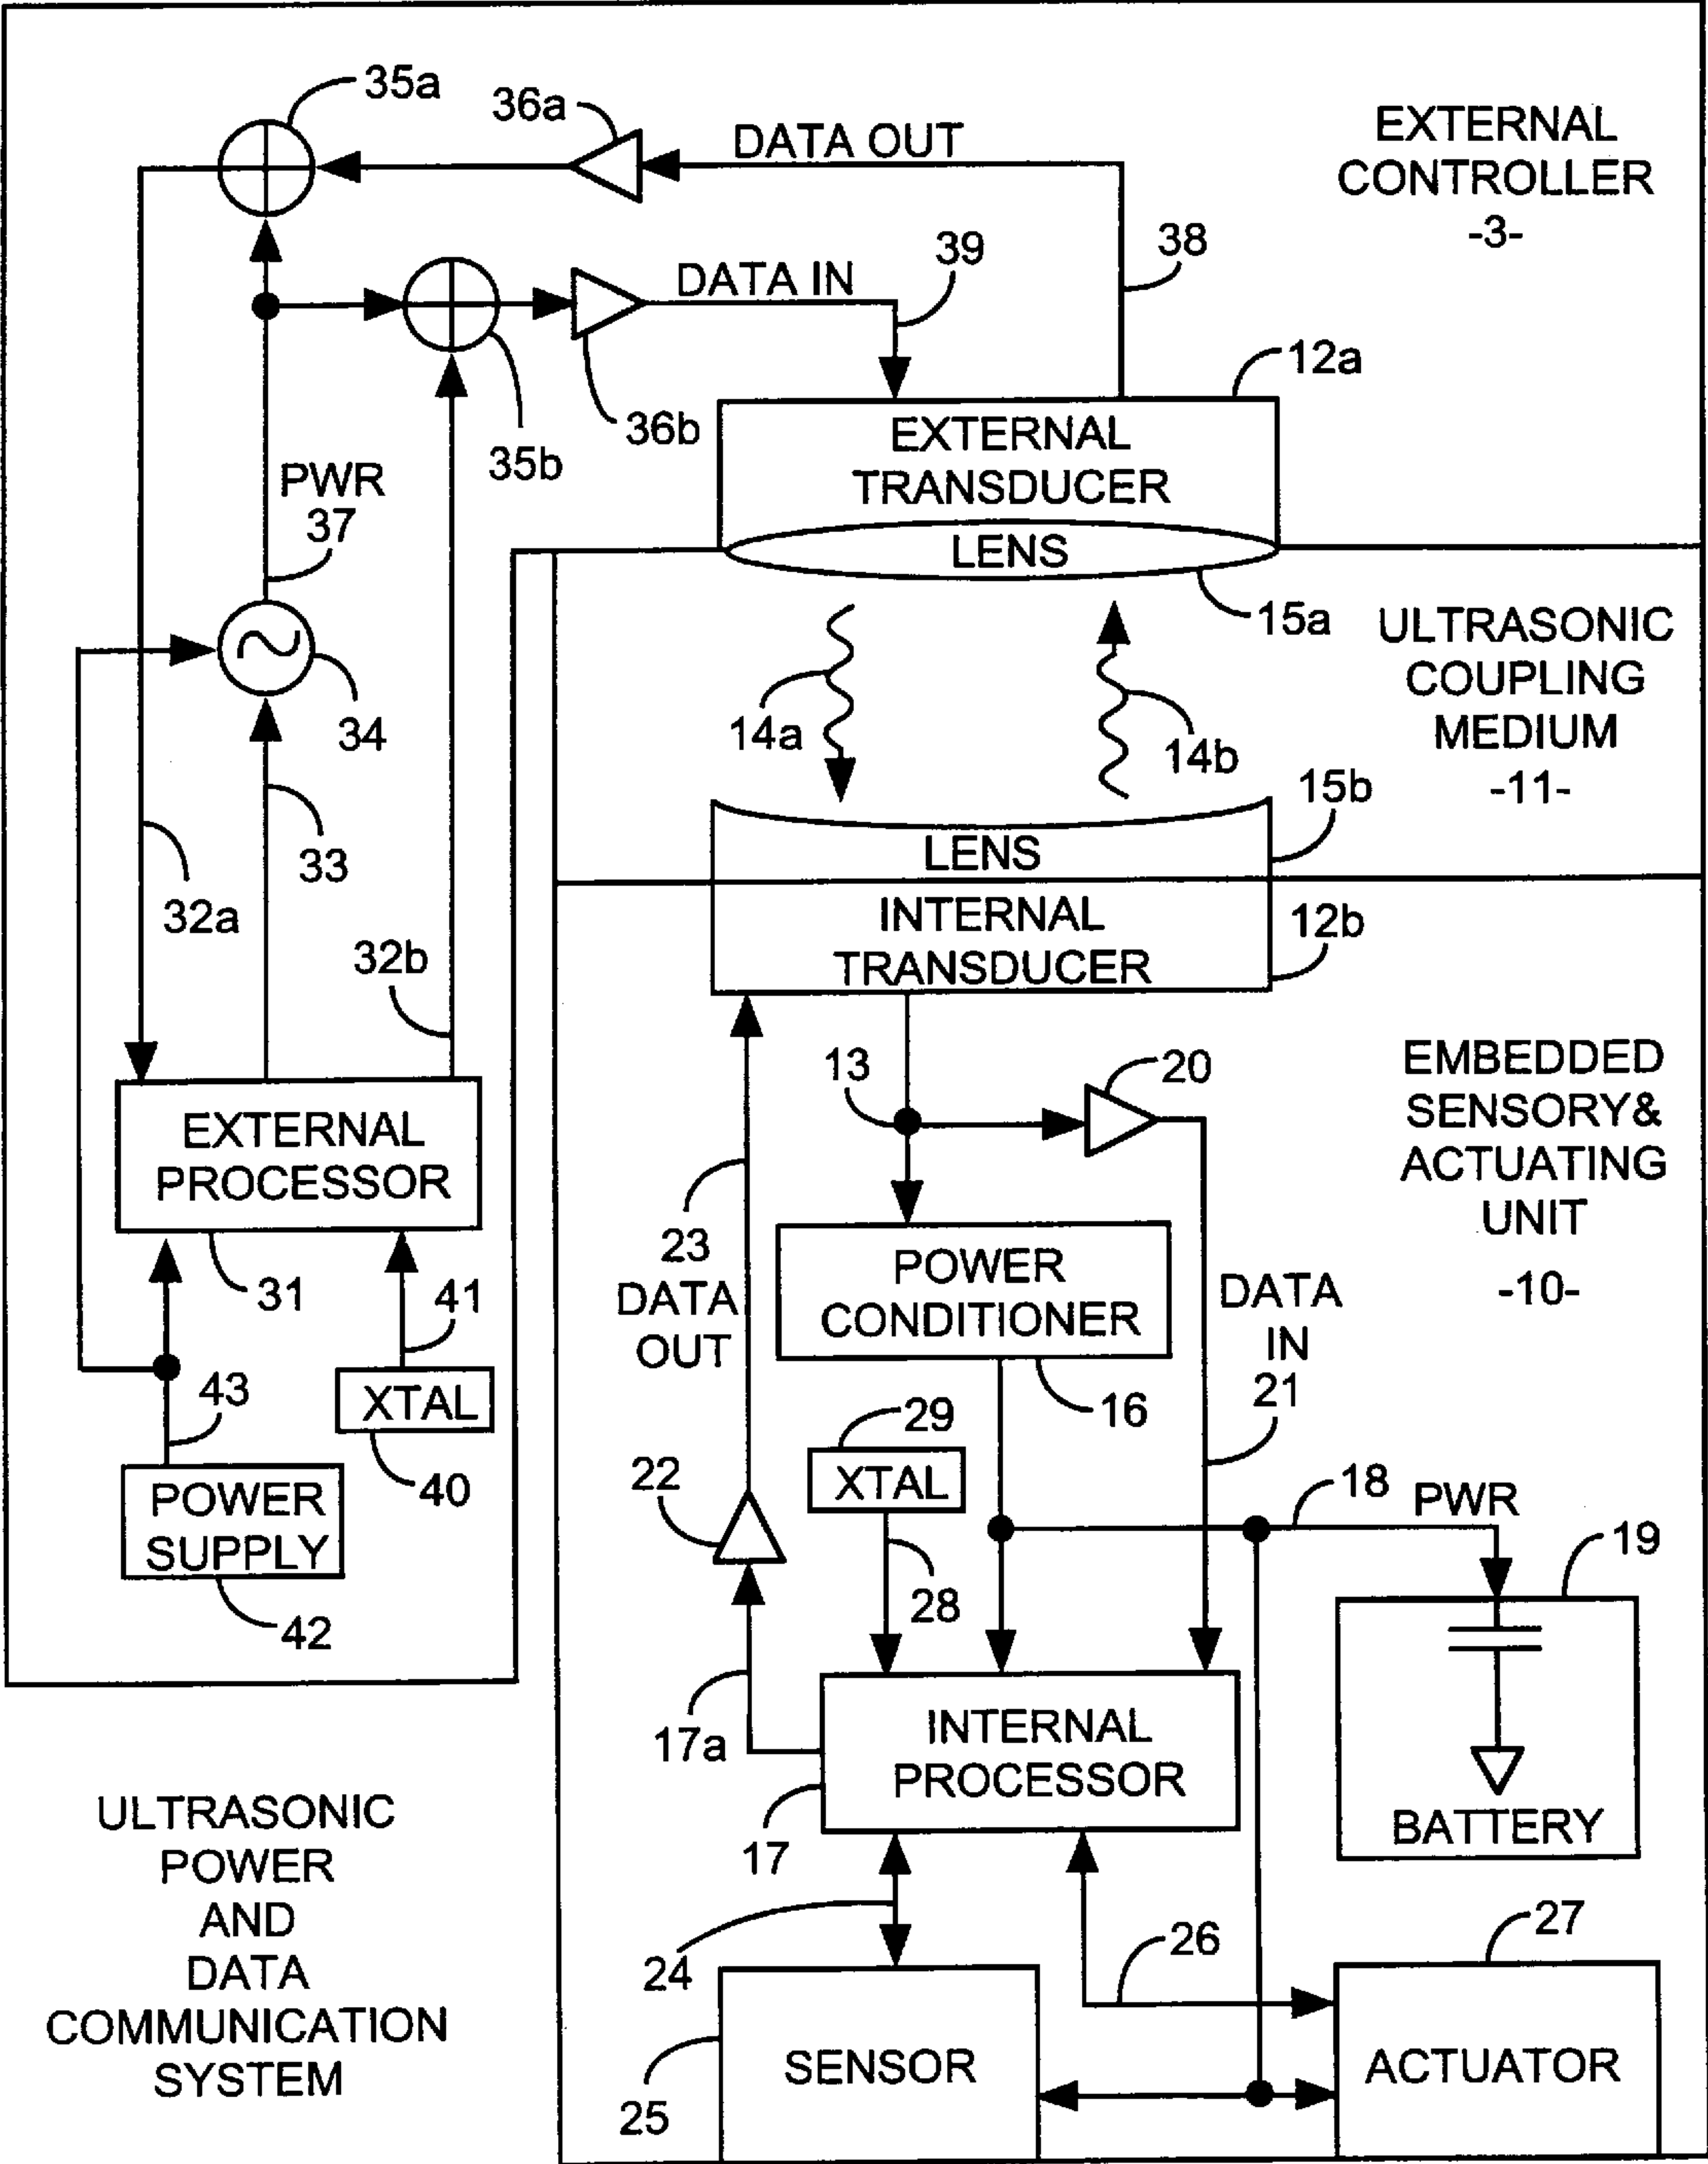 35a
36a
DATA OUT
EXTERNAL
CONTROLLER
-3-
38
39
DATA IN
12a
36b
35b
EXTERNAL
TRANSDUCER
LENS
PWR
37
15a
ULTRASONIC
COUPLING
MEDIUM
-11-
34
14a
14b
15b
LENS
33
32a
INTERNAL
TRANSDUCER
12b
32b
13
20
EMBEDDED
SENSORY&
ACTUATING
UNIT
-10-
EXTERNAL
PROCESSOR
23
DATA
OUT
POWER
CONDITIONER
DATA
IN
21
31
41
43
XTAL
16
29
XTAL
40
22
18
PWR
POWER
SUPPLY
19
28
42
17a
INTERNAL
PROCESSOR
BATTERY
17
ULTRASONIC
POWER
AND
DATA
COMMUNICATION
SYSTEM
24
26
27
SENSOR
ACTUATOR
25